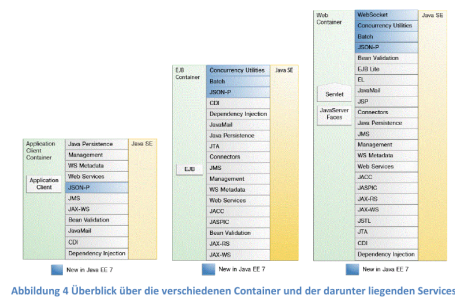 Application
Client
Container
Application
Client
Java Persistence
Management
WS Metadata
Web Services
JSON-P
JMS
JAX-WS
Bean Validation
JavaMail
CDI
Dependency Injection
Java SE
New in Java EE 7
EJB
Container
EJB
Concurrency Utilities
Batch
JSON-P
CDI
Dependency Injection
JavaMail
Java Persistence
JTA
Connectors
JMS
Management
WS Metadata
Web Services
JACC
JASPIC
Bean Validation
JAX-RS
JAX-WS
Java SE
New in Java EE 7
Web
Container
Servlet
JavaServer
Faces
WebSocket
Concurrency Utilities
Batch
JSON-P
Bean Validation
EJB Lite
EL
JavaMail
JSP
Connectors
Java Persistence
JMS
Management
WS Metadata
Web Services
JACC
JASPIC
JAX-RS
JAX-WS
JSTL
JTA
CDI
Dependency Injection
Java SE
New in Java EE 7
Abbildung 4 Überblick über die verschiedenen Container und der darunter liegenden Services